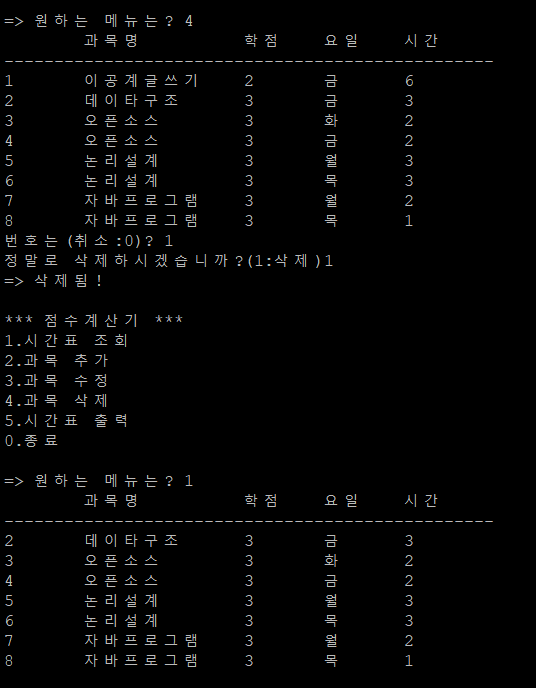 => 원하는 메뉴는? 4
과목명 학점 요일 시간
-------------------------------------------------
1 이공계글쓰기 2 금 6
2 데이타구조 3 금 3
3 오픈소스 3 화 2
4 오픈소스 3 금 2
5 논리설계 3 월 3
6 논리설계 3 목 3
7 자바프로그램 3 월 2
8 자바프로그램 3 목 1
번호는(취소:0)? 1
정말로 삭제하시겠습니까?(1:삭제)1
=> 삭제됨!
*** 점수계산기 ***
1.시간표 조회
2.과목 추가
3.과목 수정
4.과목 삭제
5.시간표 출력
0.종료
=> 원하는 메뉴는? 1
과목명 학점 요일 시간
-------------------------------------------------
2 데이타구조 3 금 3
3 오픈소스 3 화 2
4 오픈소스 3 금 2
5 논리설계 3 월 3
6 논리설계 3 목 3
7 자바프로그램 3 월 2
8 자바프로그램 3 목 1